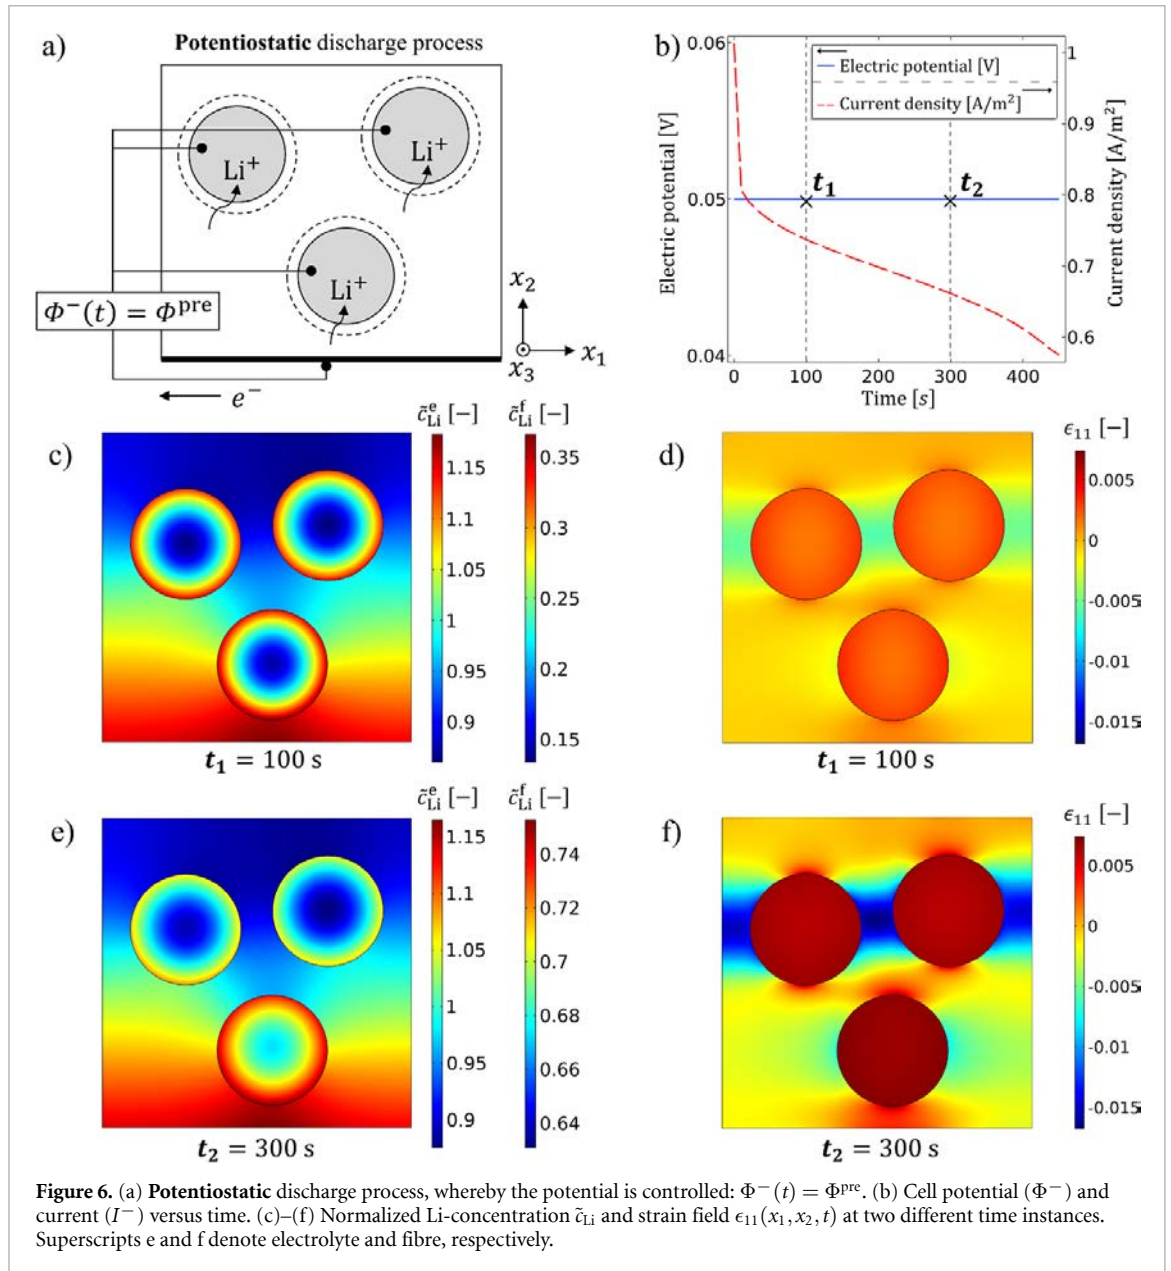 a)
Potentiostatic discharge process
Li⁺
Li⁺
Li⁺
Φ⁻(t) = Φᵖʳᵉ
e⁻
x₂
x₁
x₃
b)
0.06
0.05
0.04
Electric potential [V]
Electric potential [V]
Current density [A/m²]
t₁
t₂
1
0.9
0.8
0.7
0.6
Current density [A/m²]
0 100 200 300 400
Time [s]
c)
c̃ᵉLi [−]
1.15
1.1
1.05
1
0.95
0.9
c̃ᶠLi [−]
0.35
0.3
0.25
0.2
0.15
t₁ = 100 s
d)
ϵ₁₁ [−]
0.005
0
-0.005
-0.01
-0.015
t₁ = 100 s
e)
c̃ᵉLi [−]
1.15
1.1
1.05
1
0.95
0.9
c̃ᶠLi [−]
0.74
0.72
0.7
0.68
0.66
0.64
t₂ = 300 s
f)
ϵ₁₁ [−]
0.005
0
-0.005
-0.01
-0.015
t₂ = 300 s
Figure 6. (a) Potentiostatic discharge process, whereby the potential is controlled: Φ⁻(t) = Φᵖʳᵉ. (b) Cell potential (Φ⁻) and
current (I⁻) versus time. (c)–(f) Normalized Li-concentration c̃Li and strain field ϵ₁₁(x₁,x₂,t) at two different time instances.
Superscripts e and f denote electrolyte and fibre, respectively.